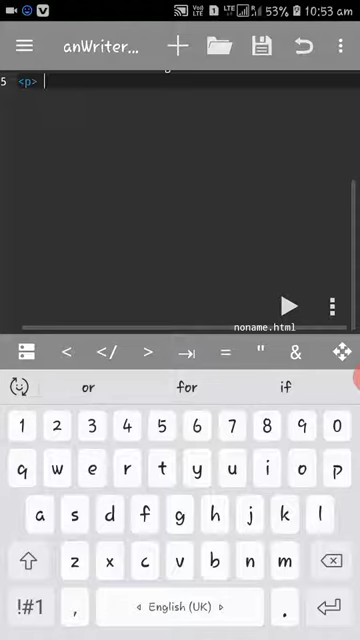 53% 10:53 am
anWriter...
5 <p>
noname.html
< </ > = " &
or for if
1 2 3 4 5 6 7 8 9 0
q w e r t y u i o p
a s d f g h j k l
z x c v b n m
!#1 , English (UK) .